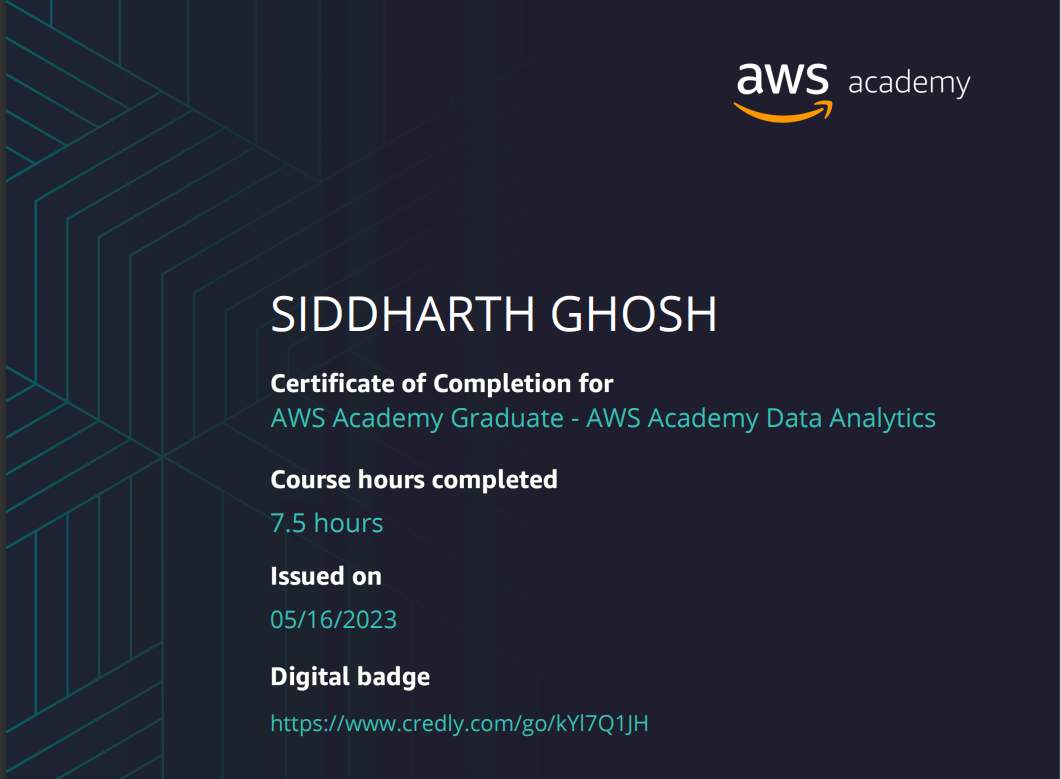 aws academy
SIDDHARTH GHOSH
Certificate of Completion for
AWS Academy Graduate - AWS Academy Data Analytics
Course hours completed
7.5 hours
Issued on
05/16/2023
Digital badge
https://www.credly.com/go/kYl7Q1JH